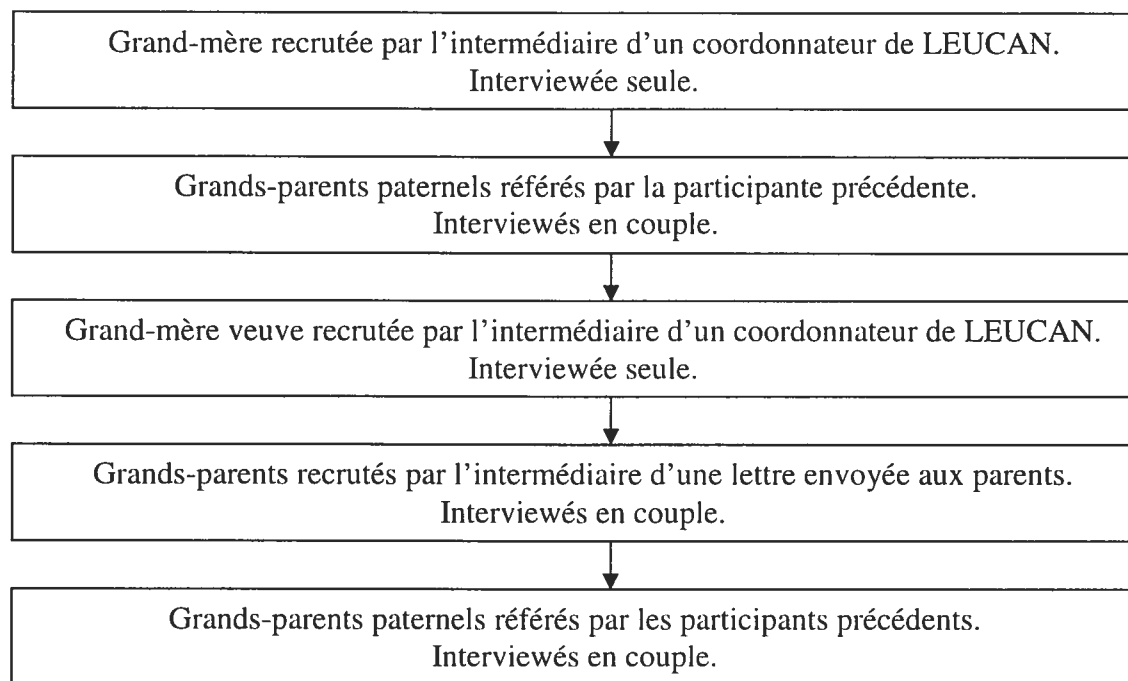 Grand-mère recrutée par l'intermédiaire d'un coordonnateur de LEUCAN.
Interviewée seule.
Grands-parents paternels référés par la participante précédente.
Interviewés en couple.
Grand-mère veuve recrutée par l'intermédiaire d'un coordonnateur de LEUCAN.
Interviewée seule.
Grands-parents recrutés par l'intermédiaire d'une lettre envoyée aux parents.
Interviewés en couple.
Grands-parents paternels référés par les participants précédents.
Interviewés en couple.